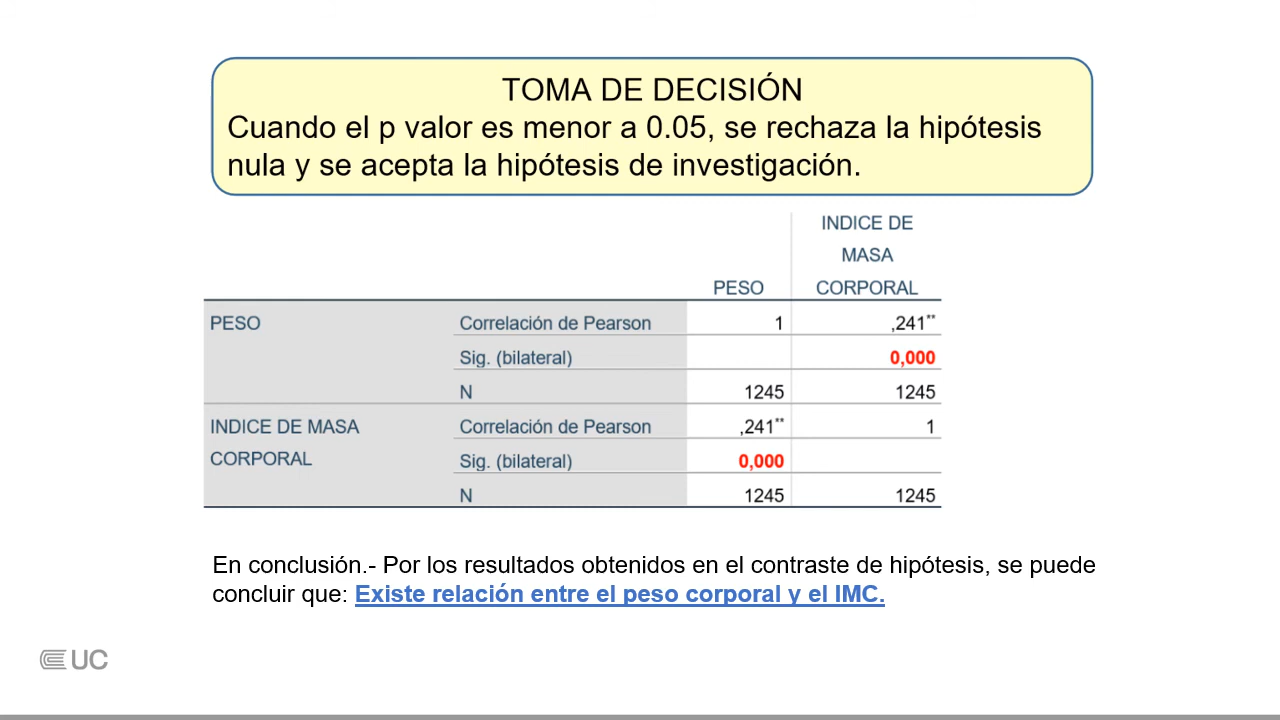 TOMA DE DECISIÓN
Cuando el p valor es menor a 0.05, se rechaza la hipótesis
nula y se acepta la hipótesis de investigación.
INDICE DE
MASA
PESO CORPORAL
PESO Correlación de Pearson 1 ,241**
Sig. (bilateral) 0,000
N 1245 1245
INDICE DE MASA Correlación de Pearson ,241** 1
CORPORAL Sig. (bilateral) 0,000
N 1245 1245
En conclusión.- Por los resultados obtenidos en el contraste de hipótesis, se puede
concluir que: Existe relación entre el peso corporal y el IMC.
UC